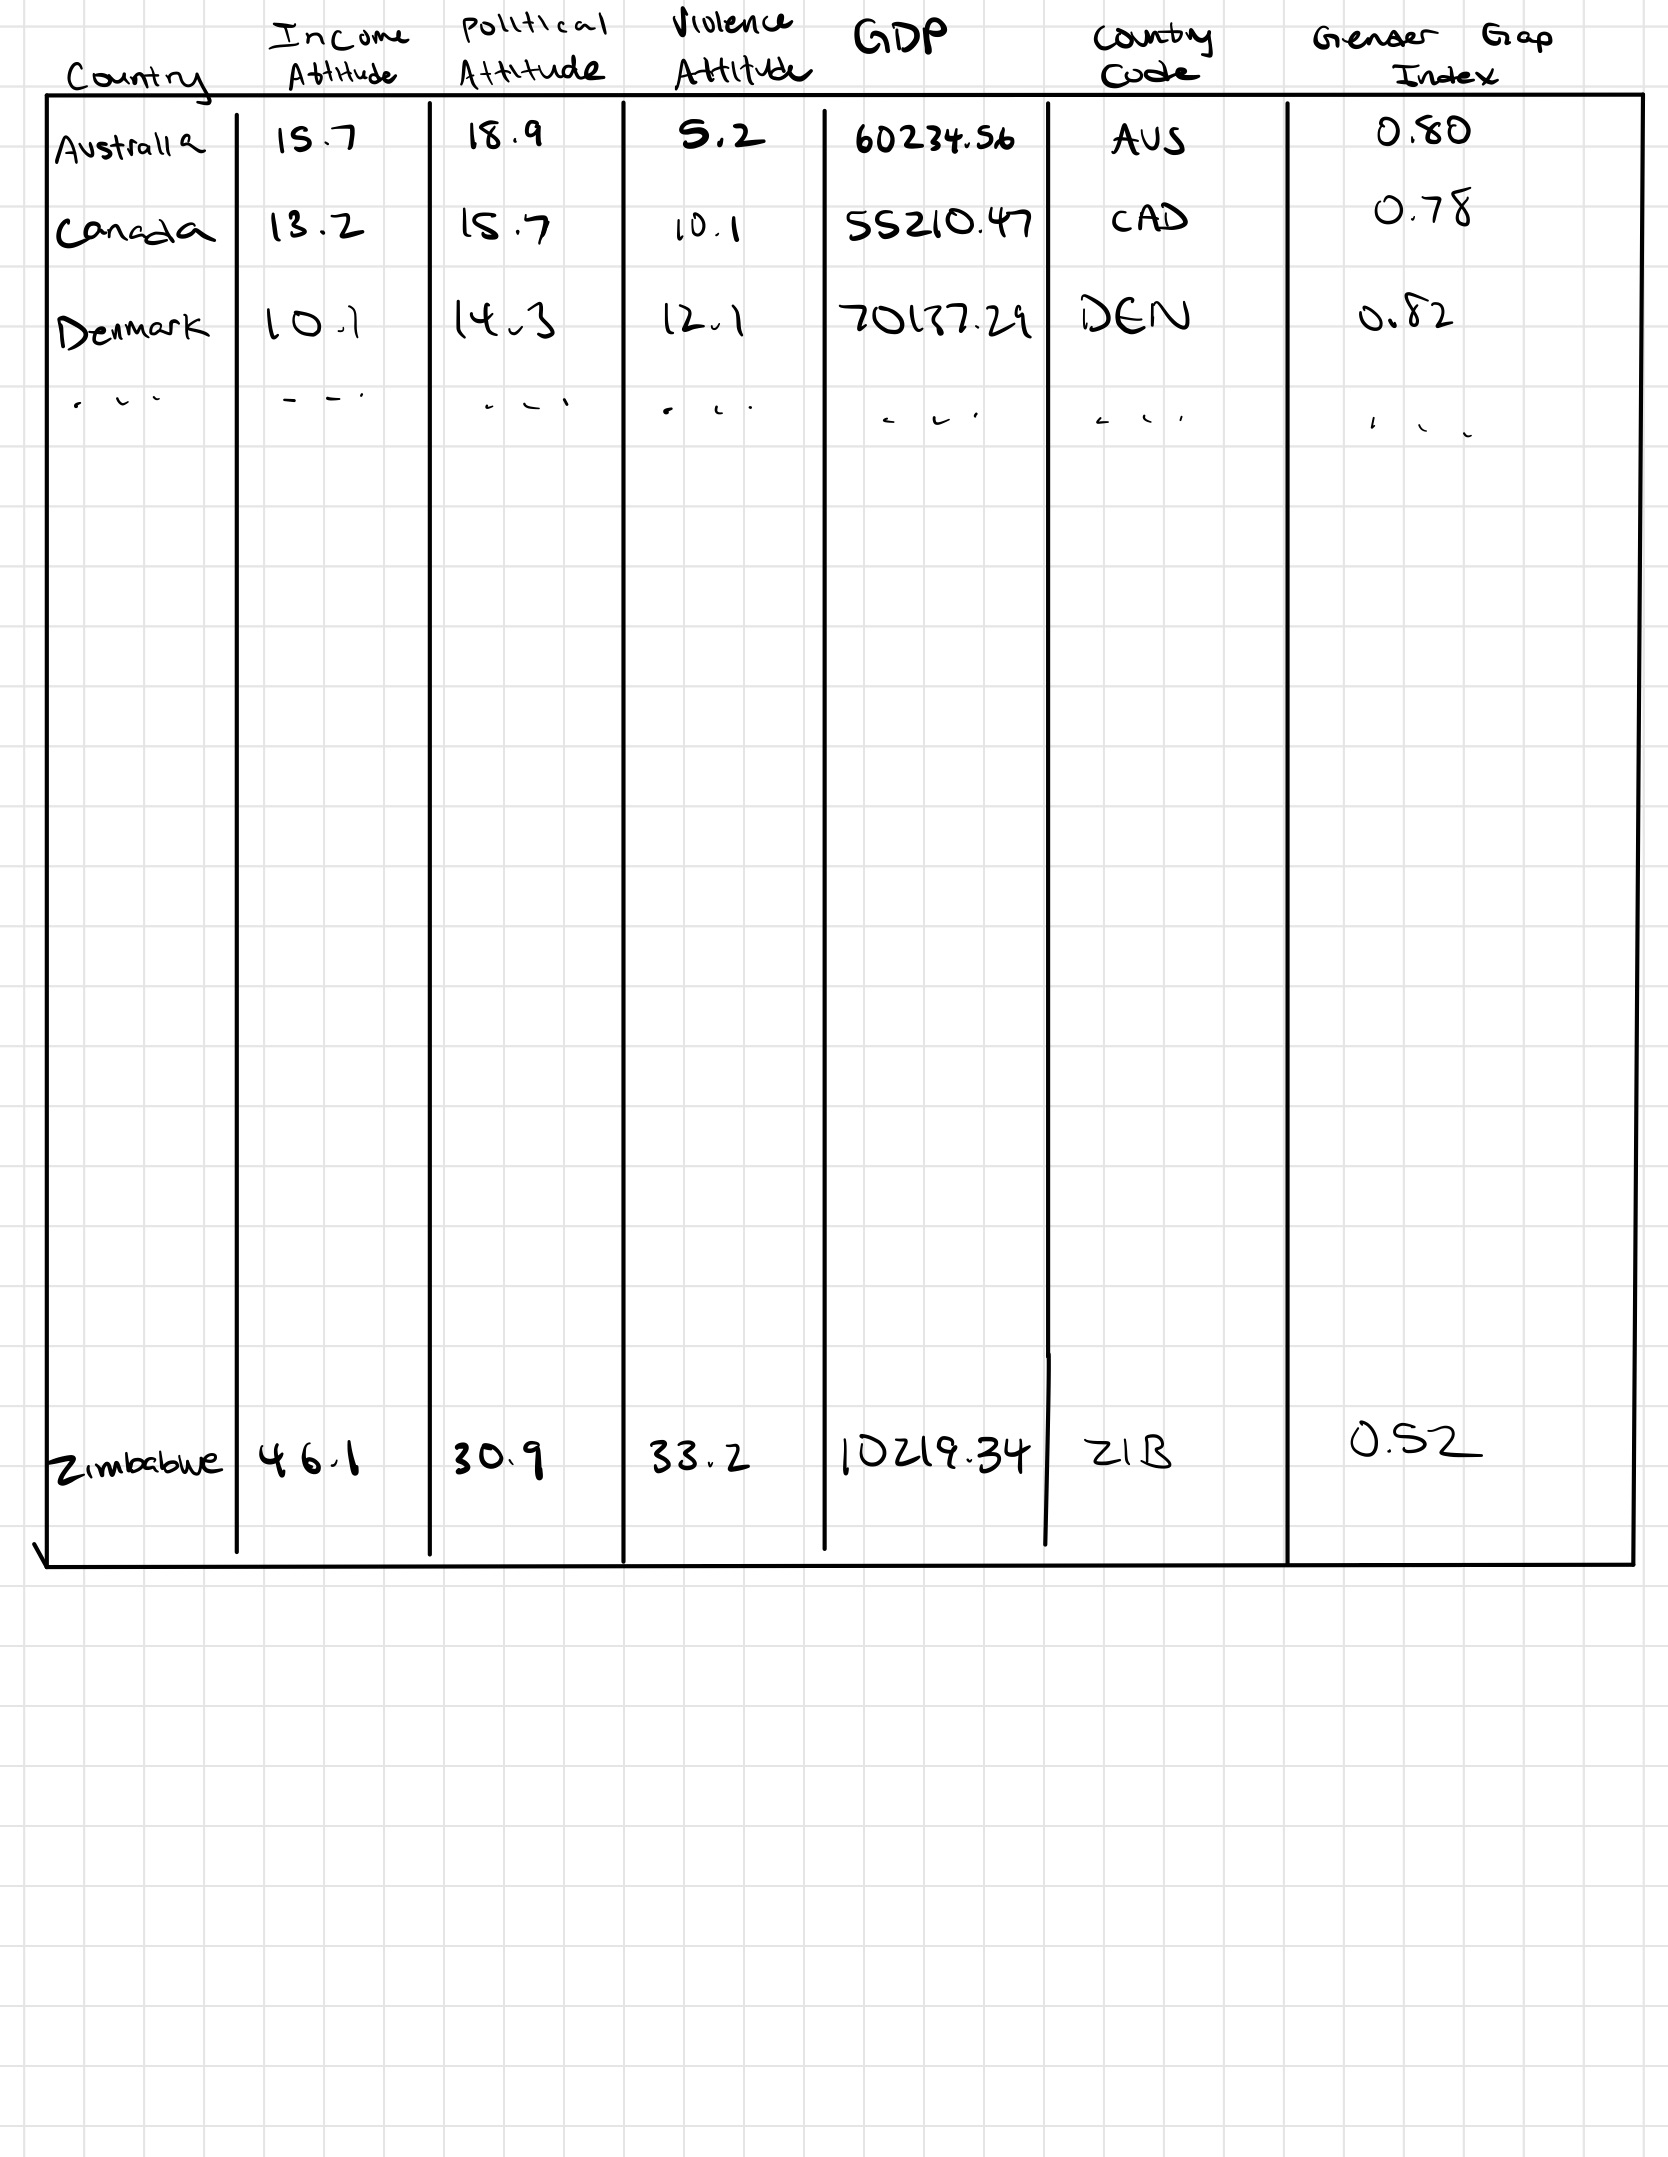 Country Income Attitude Political Attitude Violence Attitude GDP Country Code Gender Gap Index
Australia 15.7 18.9 5.2 60234.56 AUS 0.80
Canada 13.2 15.7 10.1 55210.47 CAD 0.78
Denmark 10.1 14.3 12.1 70137.29 DEN 0.82
... ... ... ... ... ... ...
Zimbabwe 46.1 30.9 33.2 10219.34 ZIB 0.52